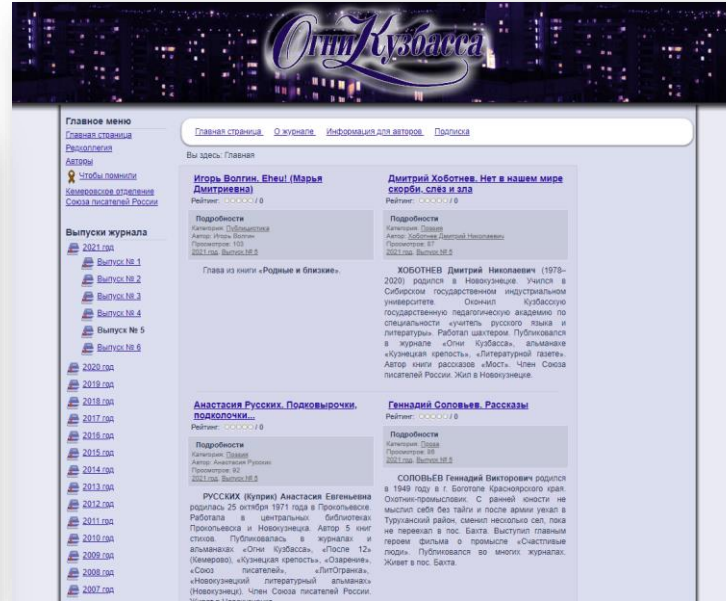 Огни Кузбасса
Главное меню
Главная страница
Редколлегия
Авторы
Чтобы помнили
Кемеровское отделение
Союза писателей России
Выпуски журнала
2021 год
Выпуск № 1
Выпуск № 2
Выпуск № 3
Выпуск № 4
Выпуск № 5
Выпуск № 6
2020 год
2019 год
2018 год
2017 год
2016 год
2015 год
2014 год
2013 год
2012 год
2011 год
2010 год
2009 год
2008 год
2007 год
Главная страница О журнале Информация для авторов Подписка
Вы здесь: Главная
Игорь Волгин. Eheu! (Марья
Дмитриевна)
Рейтинг: / 0
Подробности
Категория: Публицистика
Автор: Игорь Волгин
Просмотров: 103
2021 год, Выпуск № 5
Глава из книги «Родные и близкие».
Дмитрий Хоботнев. Нет в нашем мире
скорби, слёз и зла
Рейтинг: / 0
Подробности
Категория: Поэзия
Автор: Хоботнев Дмитрий Николаевич
Просмотров: 87
2021 год, Выпуск № 5
ХОБОТНЕВ Дмитрий Николаевич (1978–
2020) родился в Новокузнецке. Учился в
Сибирском государственном индустриальном
университете. Окончил Кузбасскую
государственную педагогическую академию по
специальности «учитель русского языка и
литературы». Работал шахтером. Публиковался
в журнале «Огни Кузбасса», альманахе
«Кузнецкая крепость», «Литературной газете».
Автор книги рассказов «Мост». Член Союза
писателей России. Жил в Новокузнецке.
Анастасия Русских. Подковырочки,
подколочки...
Рейтинг: / 0
Подробности
Категория: Поэзия
Автор: Анастасия Русских
Просмотров: 92
2021 год, Выпуск № 5
РУССКИХ (Куприк) Анастасия Евгеньевна
родилась 25 октября 1971 года в Прокопьевске.
Работала в центральных библиотеках
Прокопьевска и Новокузнецка. Автор 5 книг
стихов. Публиковалась в журналах и
альманахах «Огни Кузбасса», «После 12»
(Кемерово), «Кузнецкая крепость», «Озарение»,
«Союз писателей», «ЛитОгранка»,
«Новокузнецкий литературный альманах»
(Новокузнецк). Член Союза писателей России.
Геннадий Соловьев. Рассказы
Рейтинг: / 0
Подробности
Категория: Проза
Просмотров: 98
2021 год, Выпуск № 5
СОЛОВЬЁВ Геннадий Викторович родился
в 1949 году в г. Боготоле Красноярского края.
Охотник-промысловик. С ранней юности не
мыслил себя без тайги и после армии уехал в
Туруханский район, сменил несколько сел, пока
не переехал в пос. Бахта. Выступил главным
героем фильма о промысле «Счастливые
люди». Публиковался во многих журналах.
Живет в пос. Бахта.